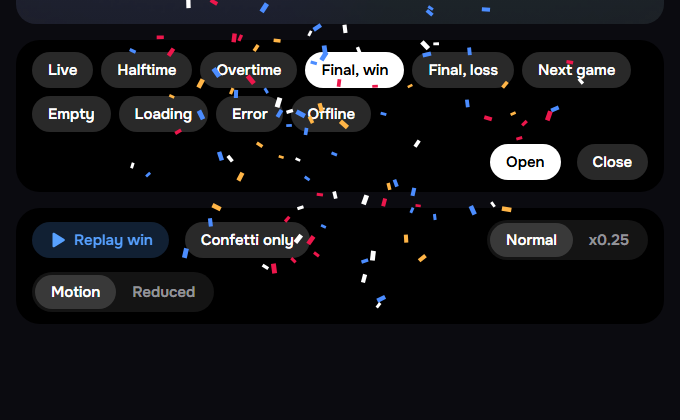 Live Halftime Overtime Final, win Final, loss Next game
Empty Loading Error Offline
Open Close
Replay win Confetti only Normal x0.25
Motion Reduced